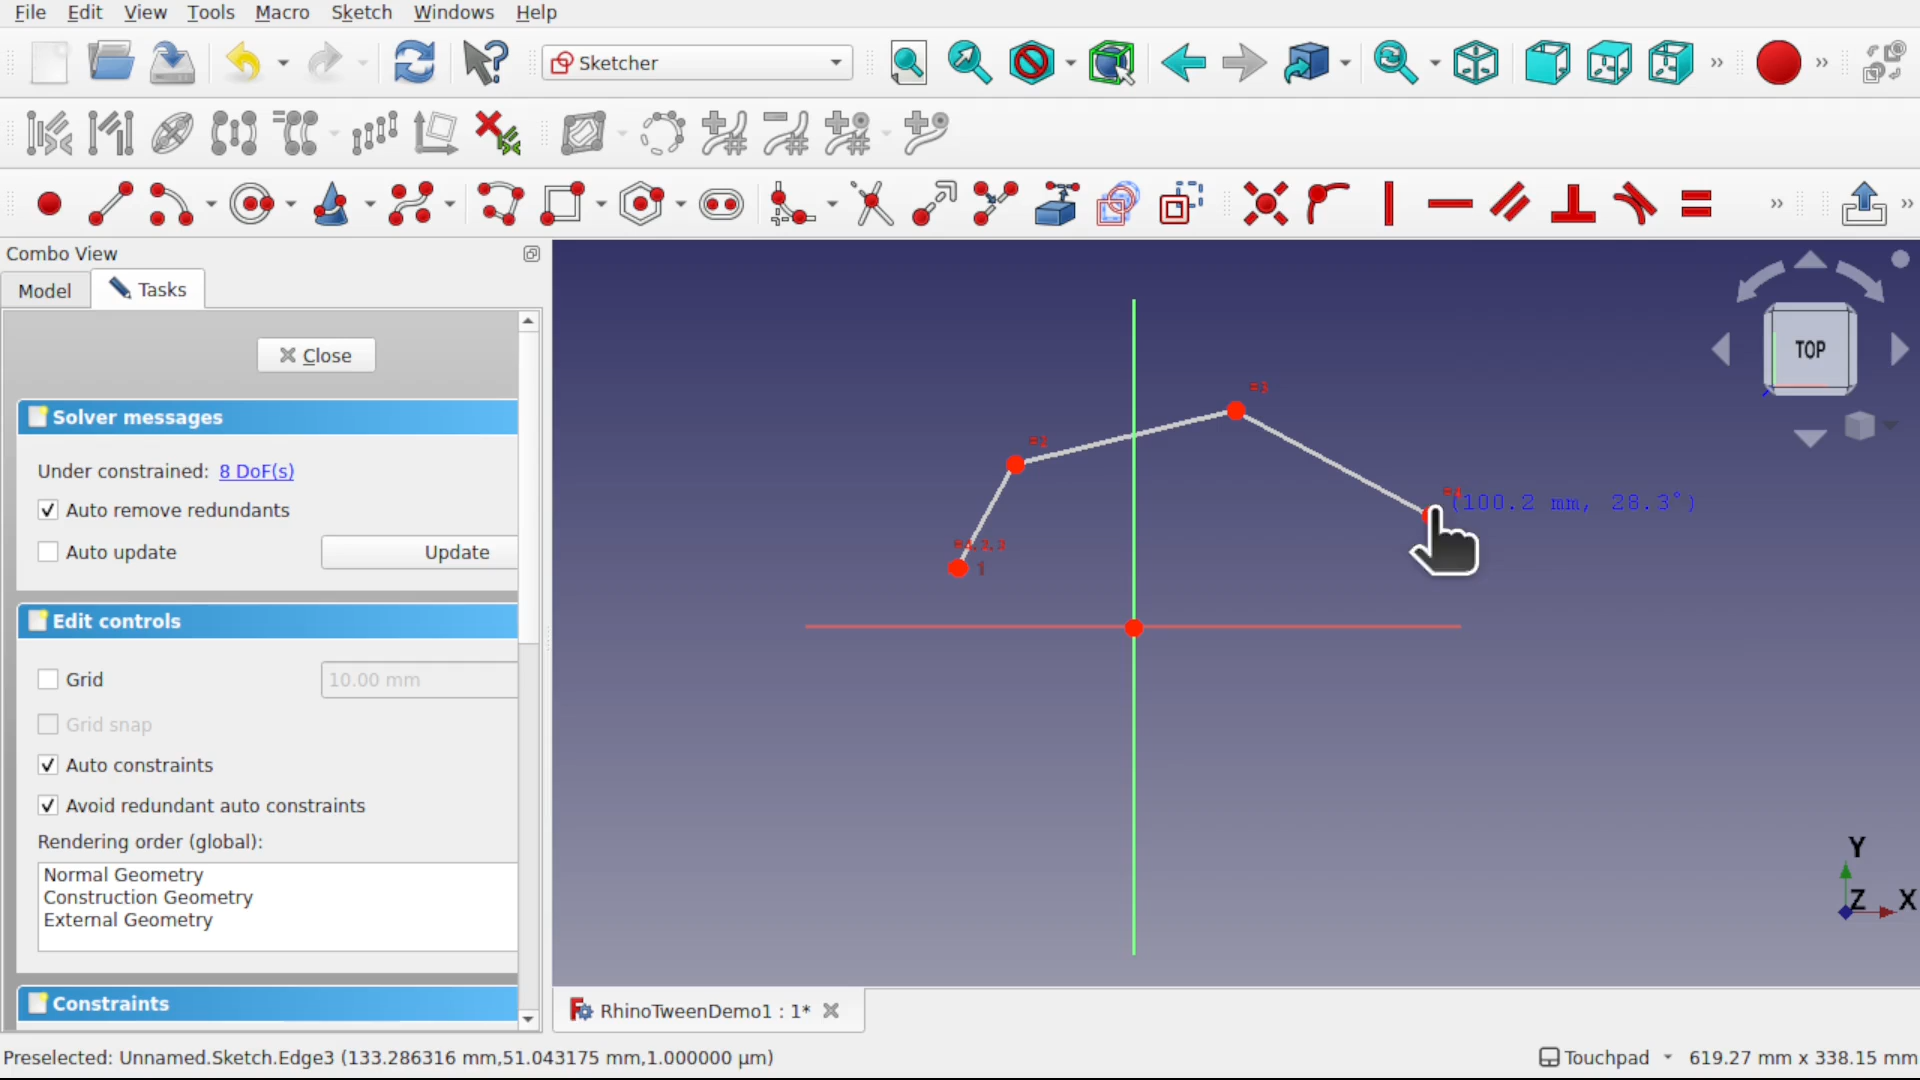 File Edit View Tools Macro Sketch Windows Help
Sketcher
Combo View
Model Tasks
Close
Solver messages
Under constrained: 8 DoF(s)
Auto remove redundants
Auto update Update
Edit controls
Grid 10.00 mm
Grid snap
Auto constraints
Avoid redundant auto constraints
Rendering order (global):
Normal Geometry
Construction Geometry
External Geometry
Constraints
TOP
(100.2 mm, 28.3°)
Y
Z X
RhinoTweenDemo1 : 1*
Preselected: Unnamed.Sketch.Edge3 (133.286316 mm,51.043175 mm,1.000000 µm)
Touchpad 619.27 mm x 338.15 mm